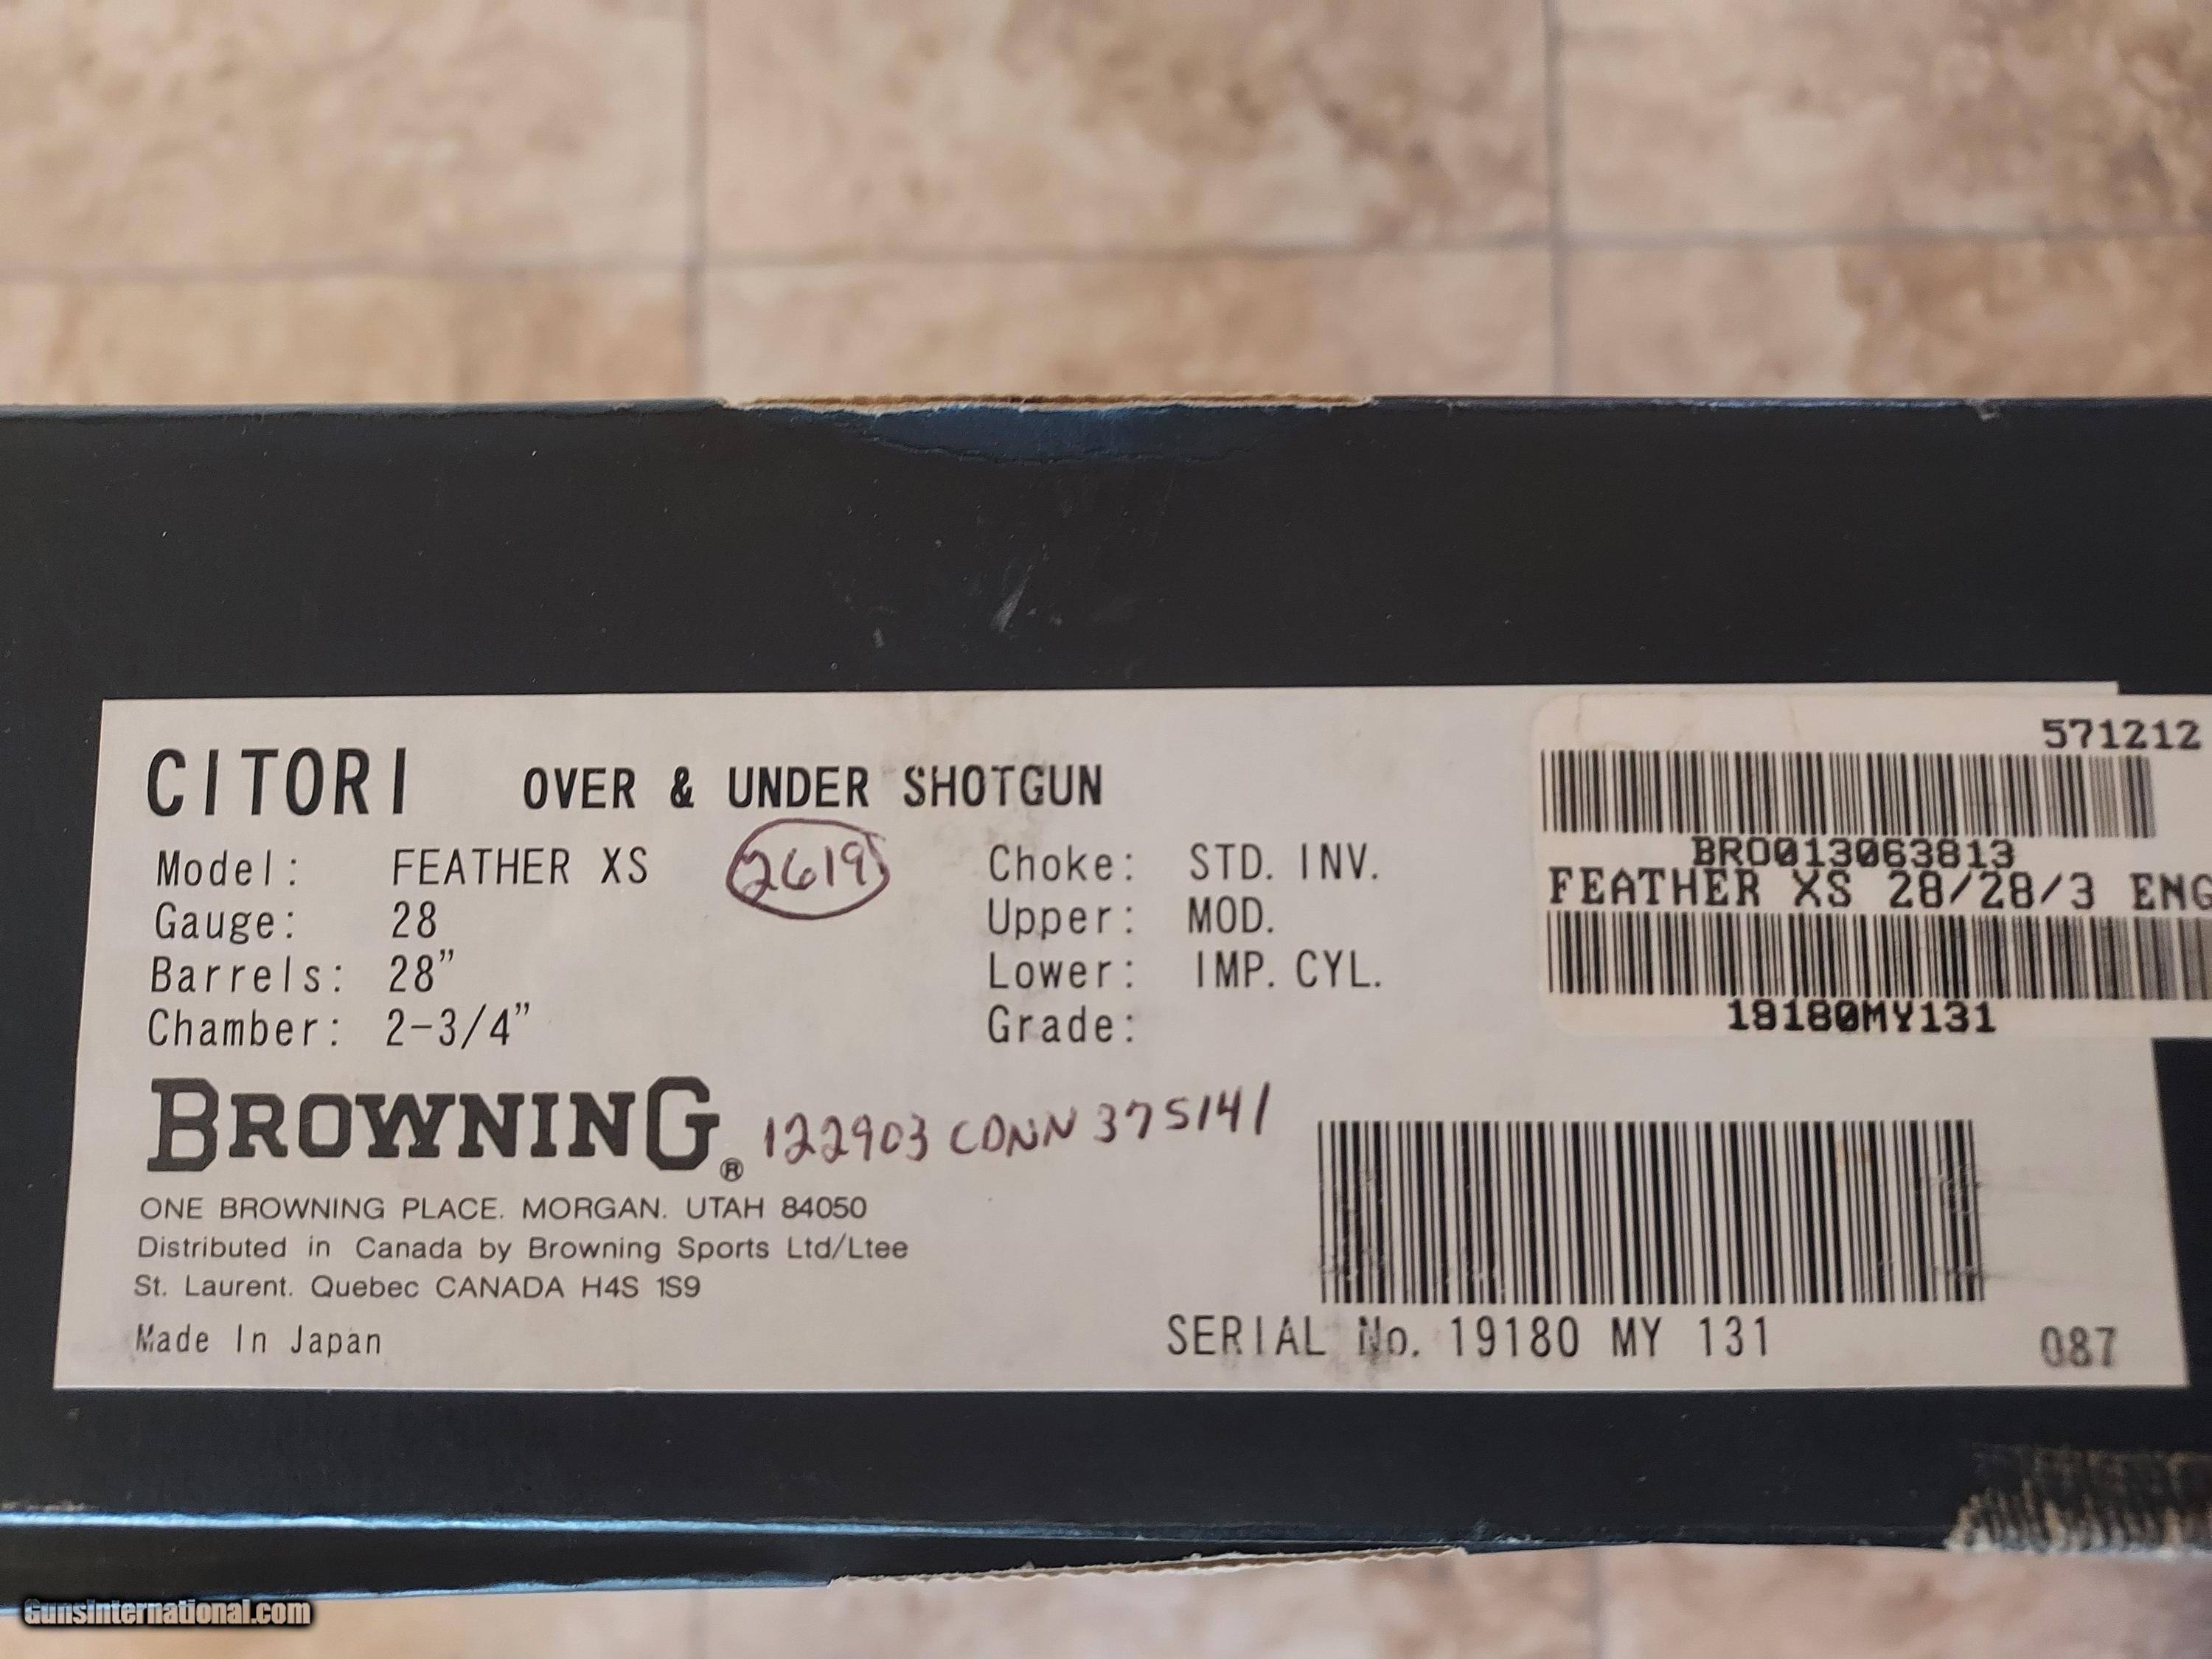 CITORI OVER & UNDER SHOTGUN
Model: FEATHER XS 2619
Gauge: 28
Barrels: 28"
Chamber: 2-3/4"
Choke: STD. INV.
Upper: MOD.
Lower: IMP. CYL.
Grade:
571212
BRO013063813
FEATHER XS 28/28/3 ENG
19180MY131
BROWNING® 122903 CONN 375141
ONE BROWNING PLACE. MORGAN. UTAH 84050
Distributed in Canada by Browning Sports Ltd/Ltee
St. Laurent. Quebec CANADA H4S 1S9
Made In Japan
SERIAL No. 19180 MY 131
087
GunsInternational.com